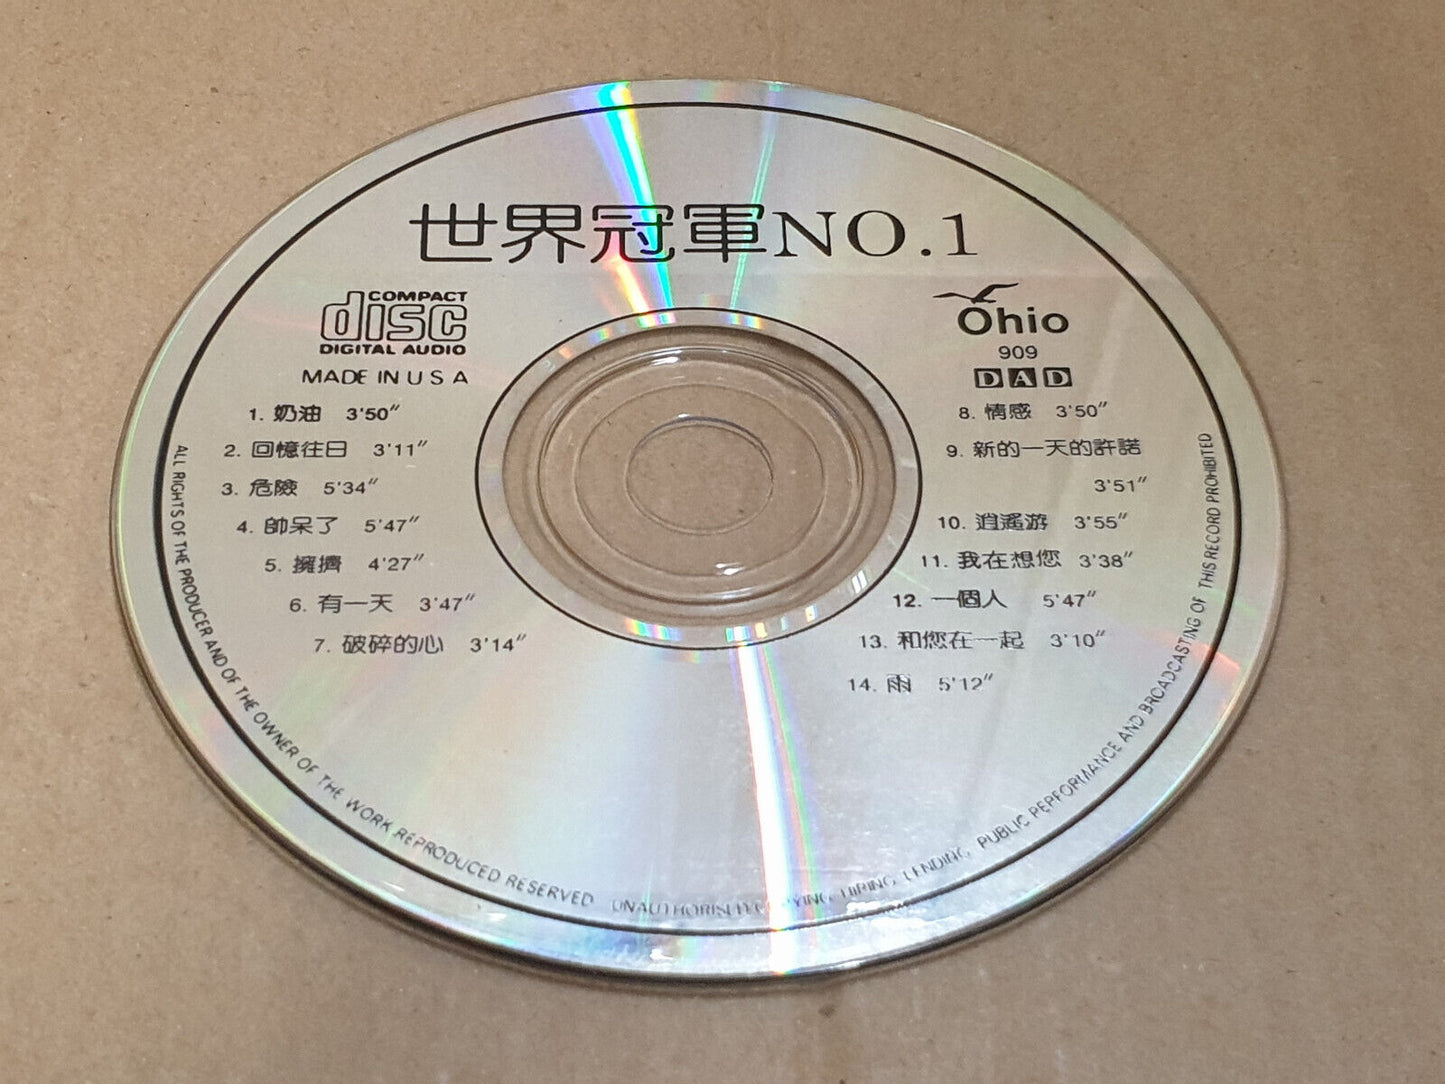 世界冠軍NO.1
COMPACT
disc
DIGITAL AUDIO
MADE IN U S A
Ohio
909
DAD
1. 奶油 3'50"
2. 回憶往日 3'11"
3. 危險 5'34"
4. 帥呆了 5'47"
5. 擁擠 4'27"
6. 有一天 3'47"
7. 破碎的心 3'14"
8. 情感 3'50"
9. 新的一天的許諾
3'51"
10. 逍遙游 3'55"
11. 我在想您 3'38"
12. 一個人 5'47"
13. 和您在一起 3'10"
14. 雨 5'12"
ALL RIGHTS OF THE PRODUCER AND OF THE OWNER OF THE WORK REPRODUCED RESERVED UNAUTHORISED COPYING, HIRING, LENDING, PUBLIC PERFORMANCE AND BROADCASTING OF THIS RECORD PROHIBITED